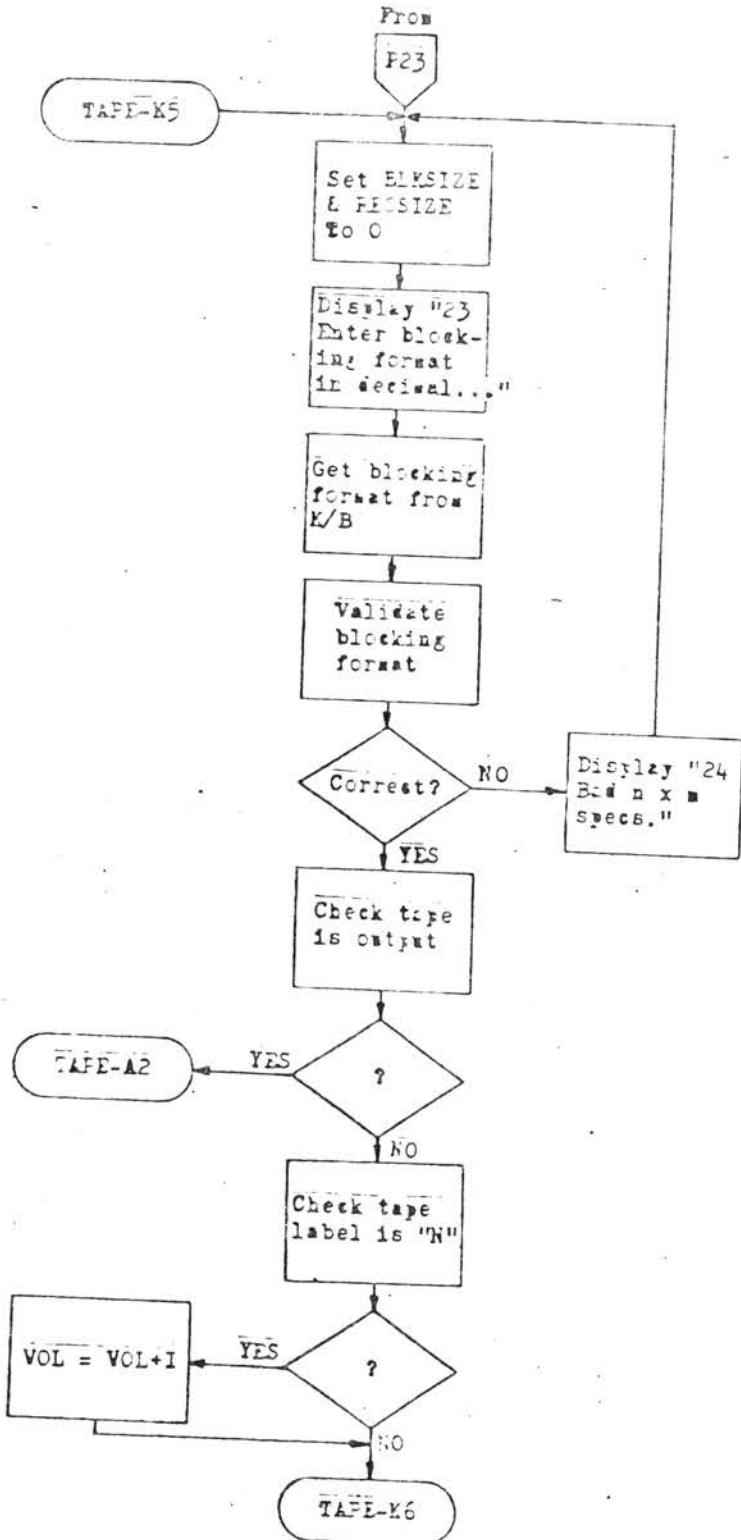 From
P23
TAPE-K5
Set BLKSIZE
& RECSIZE
To 0
Display "23
Enter block-
ing format
in decimal..."
Get blocking
format from
K/B
Validate
blocking
format
Correct?
NO
Display "24
Bad n x m
specs."
YES
Check tape
is output
TAPE-A2
YES
?
NO
Check tape
label is "N"
VOL = VOL+1
YES
?
NO
TAPE-K6